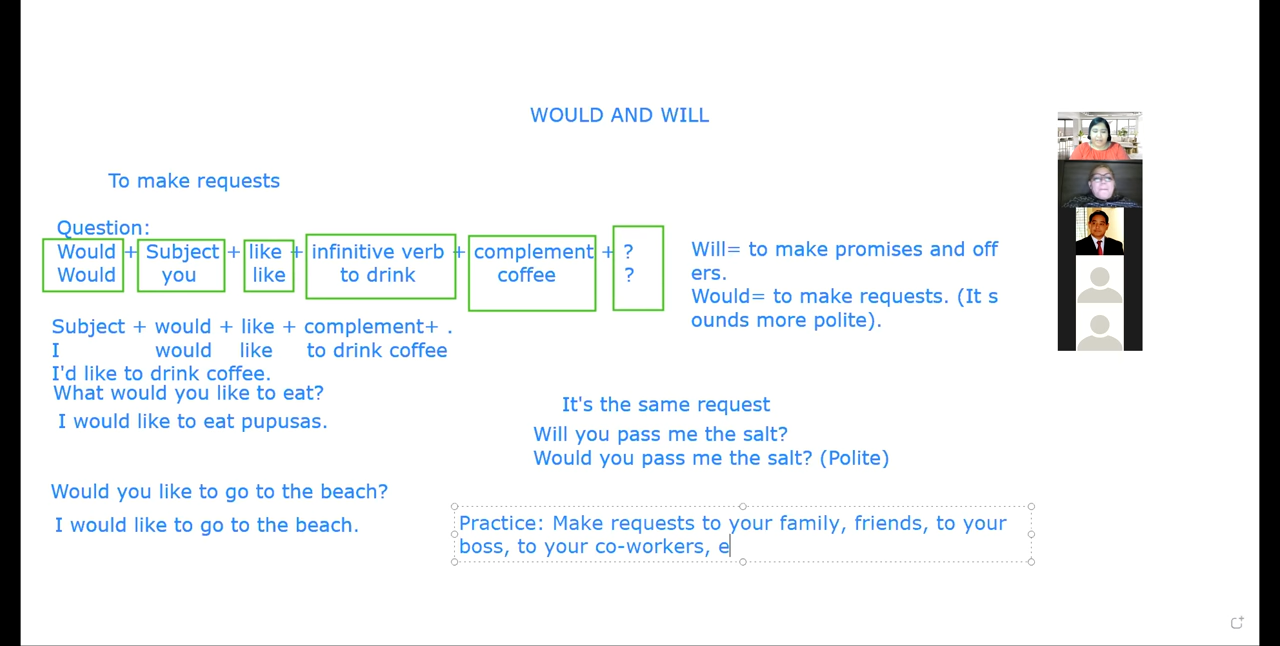 WOULD AND WILL
To make requests
Question:
Would + Subject + like + infinitive verb + complement + ?
Would you like to drink coffee ?
Subject + would + like + complement+ .
I would like to drink coffee
I'd like to drink coffee.
What would you like to eat?
I would like to eat pupusas.
Would you like to go to the beach?
I would like to go to the beach.
Will= to make promises and off
ers.
Would= to make requests. (It s
ounds more polite).
It's the same request
Will you pass me the salt?
Would you pass me the salt? (Polite)
Practice: Make requests to your family, friends, to your
boss, to your co-workers, e